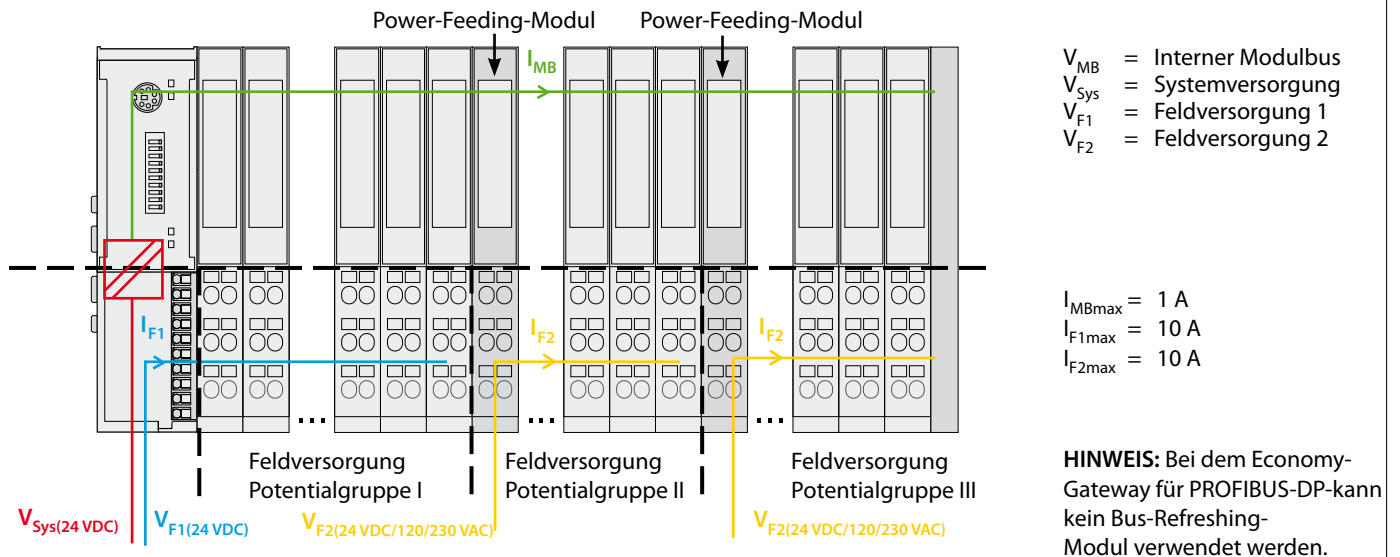 Power-Feeding-Modul
Power-Feeding-Modul
I_MB
V_MB = Interner Modulbus
V_Sys = Systemversorgung
V_F1 = Feldversorgung 1
V_F2 = Feldversorgung 2
I_F1
I_F2
I_F2
I_MBmax = 1 A
I_F1max = 10 A
I_F2max = 10 A
...
...
...
Feldversorgung
Potentialgruppe I
Feldversorgung
Potentialgruppe II
Feldversorgung
Potentialgruppe III
V_Sys(24 VDC)
V_F1(24 VDC)
V_F2(24 VDC/120/230 VAC)
V_F2(24 VDC/120/230 VAC)
HINWEIS: Bei dem Economy-
Gateway für PROFIBUS-DP-kann
kein Bus-Refreshing-
Modul verwendet werden.